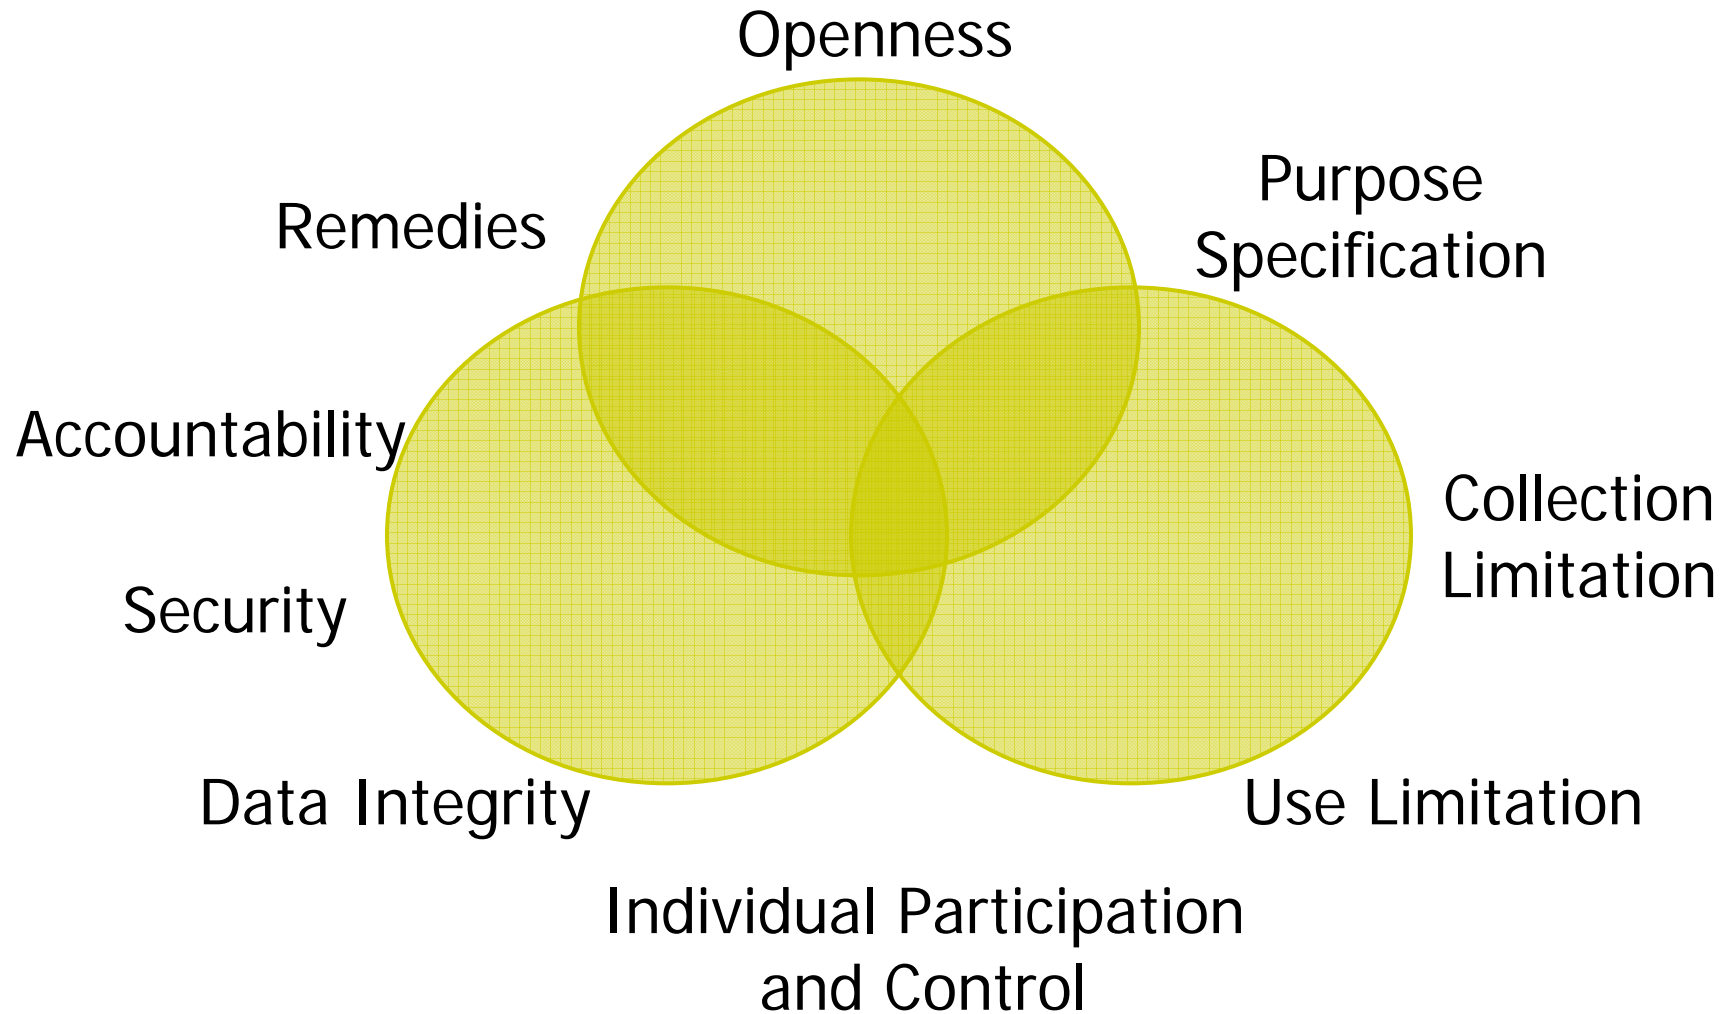 Openness
Purpose
Specification
Remedies
Accountability
Collection
Limitation
Security
Data Integrity
Use Limitation
Individual Participation
and Control